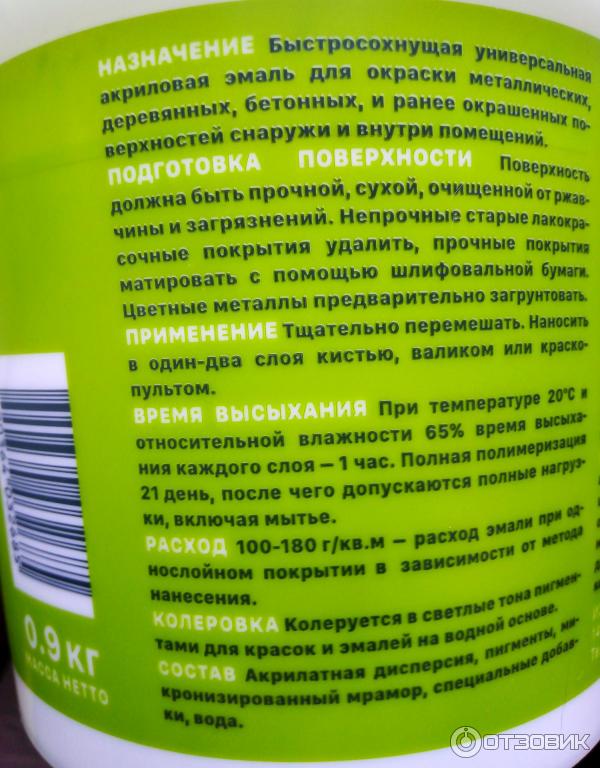 НАЗНАЧЕНИЕ Быстросохнущая универсальная
акриловая эмаль для окраски металлических,
деревянных, бетонных, и ранее окрашенных по-
верхностей снаружи и внутри помещений.
ПОДГОТОВКА ПОВЕРХНОСТИ Поверхность
должна быть прочной, сухой, очищенной от ржав-
чины и загрязнений. Непрочные старые лакокра-
сочные покрытия удалить, прочные покрытия
матировать с помощью шлифовальной бумаги.
Цветные металлы предварительно загрунтовать.
ПРИМЕНЕНИЕ Тщательно перемешать. Наносить
в один-два слоя кистью, валиком или краско-
пультом.
ВРЕМЯ ВЫСЫХАНИЯ При температуре 20°C и
относительной влажности 65% время высыха-
ния каждого слоя – 1 час. Полная полимеризация
21 день, после чего допускаются полные нагруз-
ки, включая мытье.
РАСХОД 100-180 г/кв.м – расход эмали при од-
нослойном покрытии в зависимости от метода
нанесения.
КОЛЕРОВКА Колеруется в светлые тона пигмен-
тами для красок и эмалей на водной основе.
СОСТАВ Акрилатная дисперсия, пигменты, ми-
кронизированный мрамор, специальные добав-
ки, вода.
0.9 КГ
МАССА НЕТТО
ОТЗОВИК